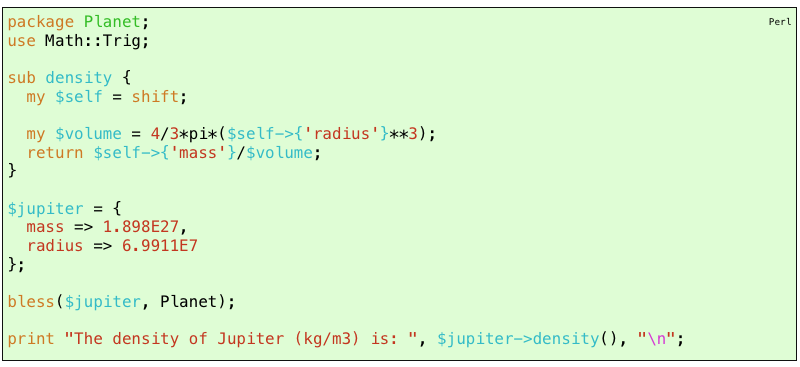 package Planet;
Perl
use Math::Trig;
sub density {
my $self = shift;
my $volume = 4/3*pi*($self->{'radius'}**3);
return $self->{'mass'}/$volume;
}
$jupiter = {
mass => 1.898E27,
radius => 6.9911E7
};
bless($jupiter, Planet);
print "The density of Jupiter (kg/m3) is: ", $jupiter->density(), "\n";